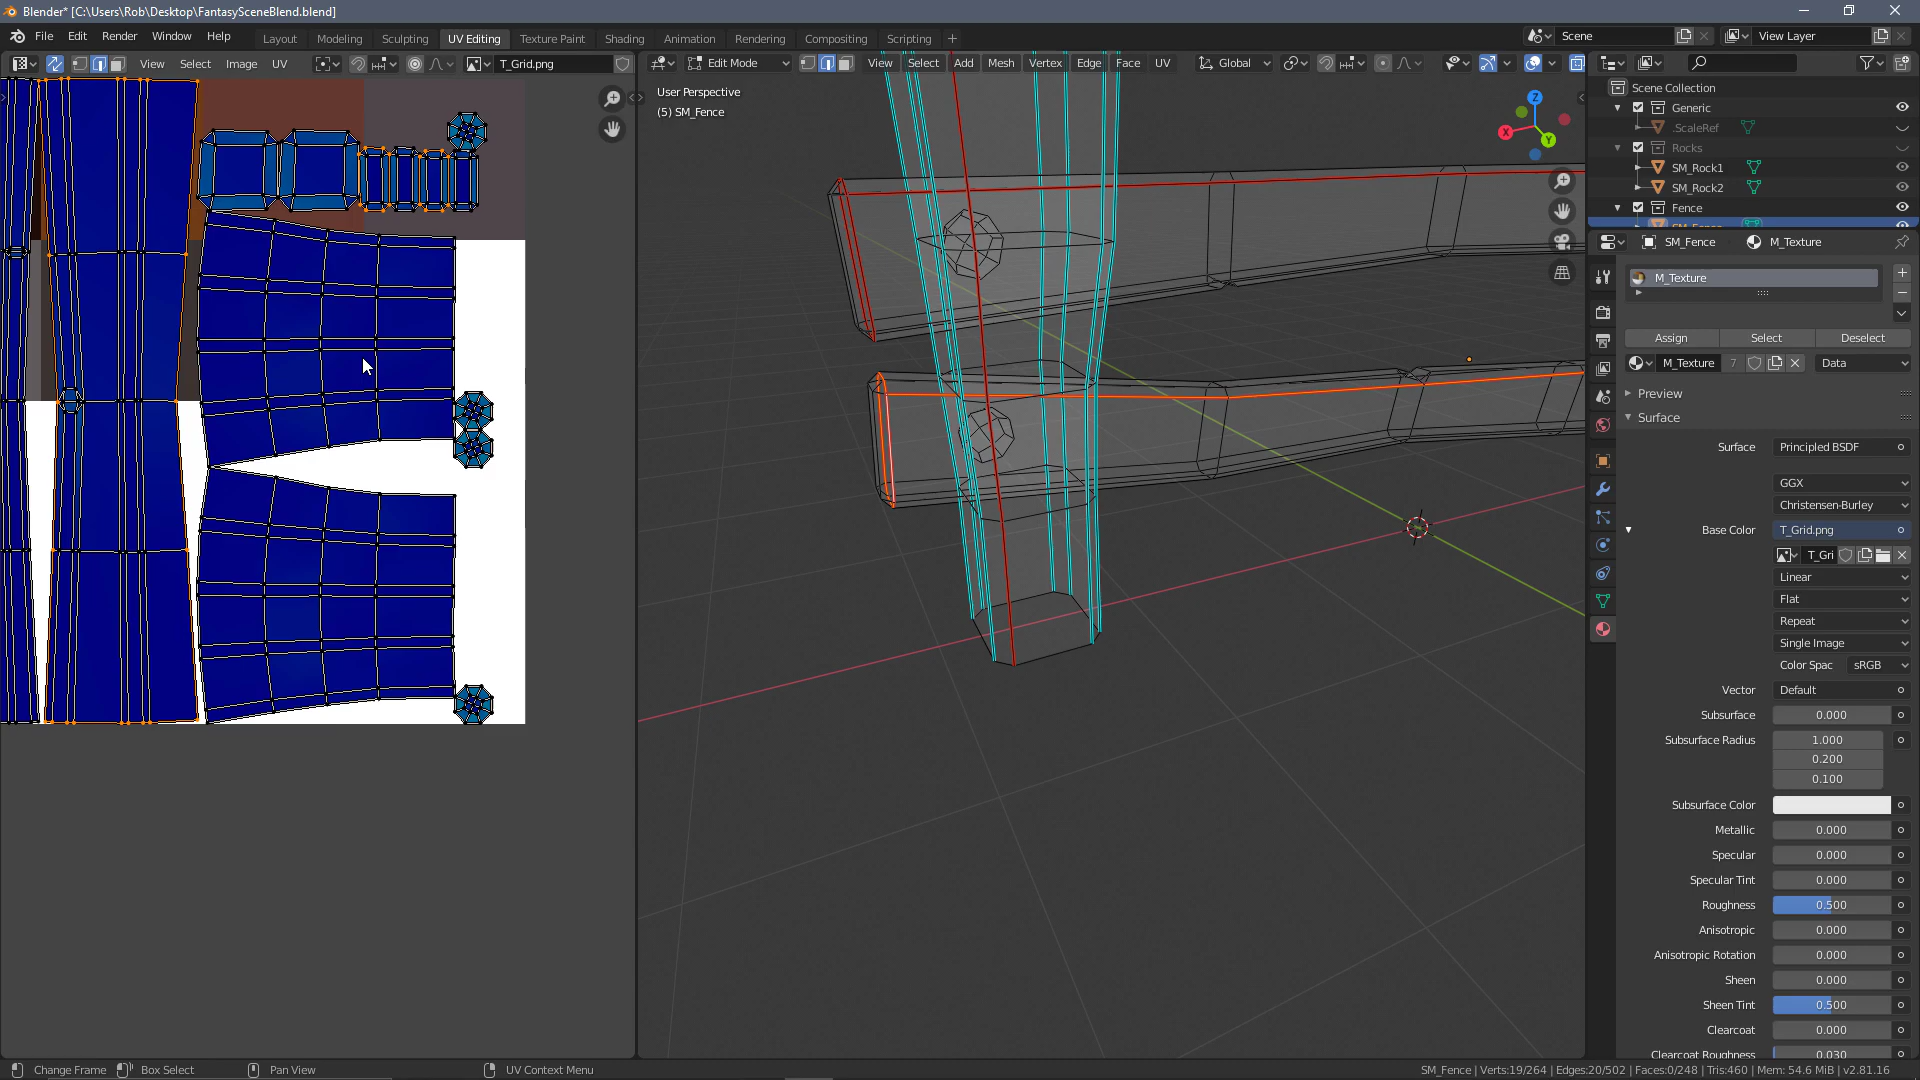 Blender* [C:\Users\Rob\Desktop\FantasySceneBlend.blend]
File Edit Render Window Help
Layout Modeling Sculpting UV Editing Texture Paint Shading Animation Rendering Compositing Scripting +
Scene
View Layer
View Select Image UV
T_Grid.png
Edit Mode
View Select Add Mesh Vertex Edge Face UV
Global
User Perspective
(5) SM_Fence
Z
X
Y
Scene Collection
Generic
.ScaleRef
Rocks
SM_Rock1
SM_Rock2
Fence
SM_Fence
SM_Fence
M_Texture
M_Texture
Assign
Select
Deselect
M_Texture
7
Data
Preview
Surface
Surface
Principled BSDF
GGX
Christensen-Burley
Base Color
T_Grid.png
T_Gri
Linear
Flat
Repeat
Single Image
Color Spac
sRGB
Vector
Default
Subsurface
0.000
Subsurface Radius
1.000
0.200
0.100
Subsurface Color
Metallic
0.000
Specular
0.000
Specular Tint
0.000
Roughness
0.500
Anisotropic
0.000
Anisotropic Rotation
0.000
Sheen
0.000
Sheen Tint
0.500
Clearcoat
0.000
Clearcoat Roughness
0.030
Change Frame
Box Select
Pan View
UV Context Menu
SM_Fence | Verts:19/264 | Edges:20/502 | Faces:0/248 | Tris:460 | Mem: 54.6 MiB | v2.81.16